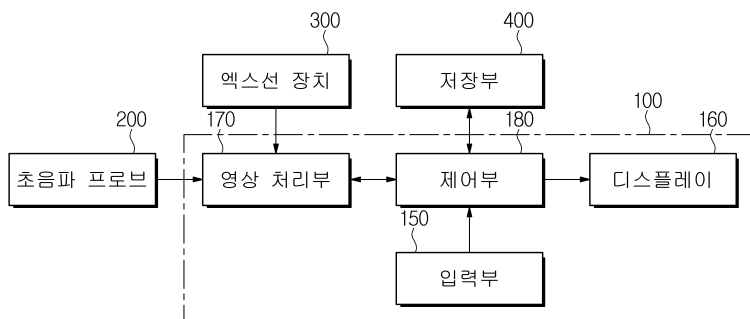 300
엑스선 장치
400
저장부
100
200
초음파 프로브
170
영상 처리부
180
제어부
160
디스플레이
150
입력부